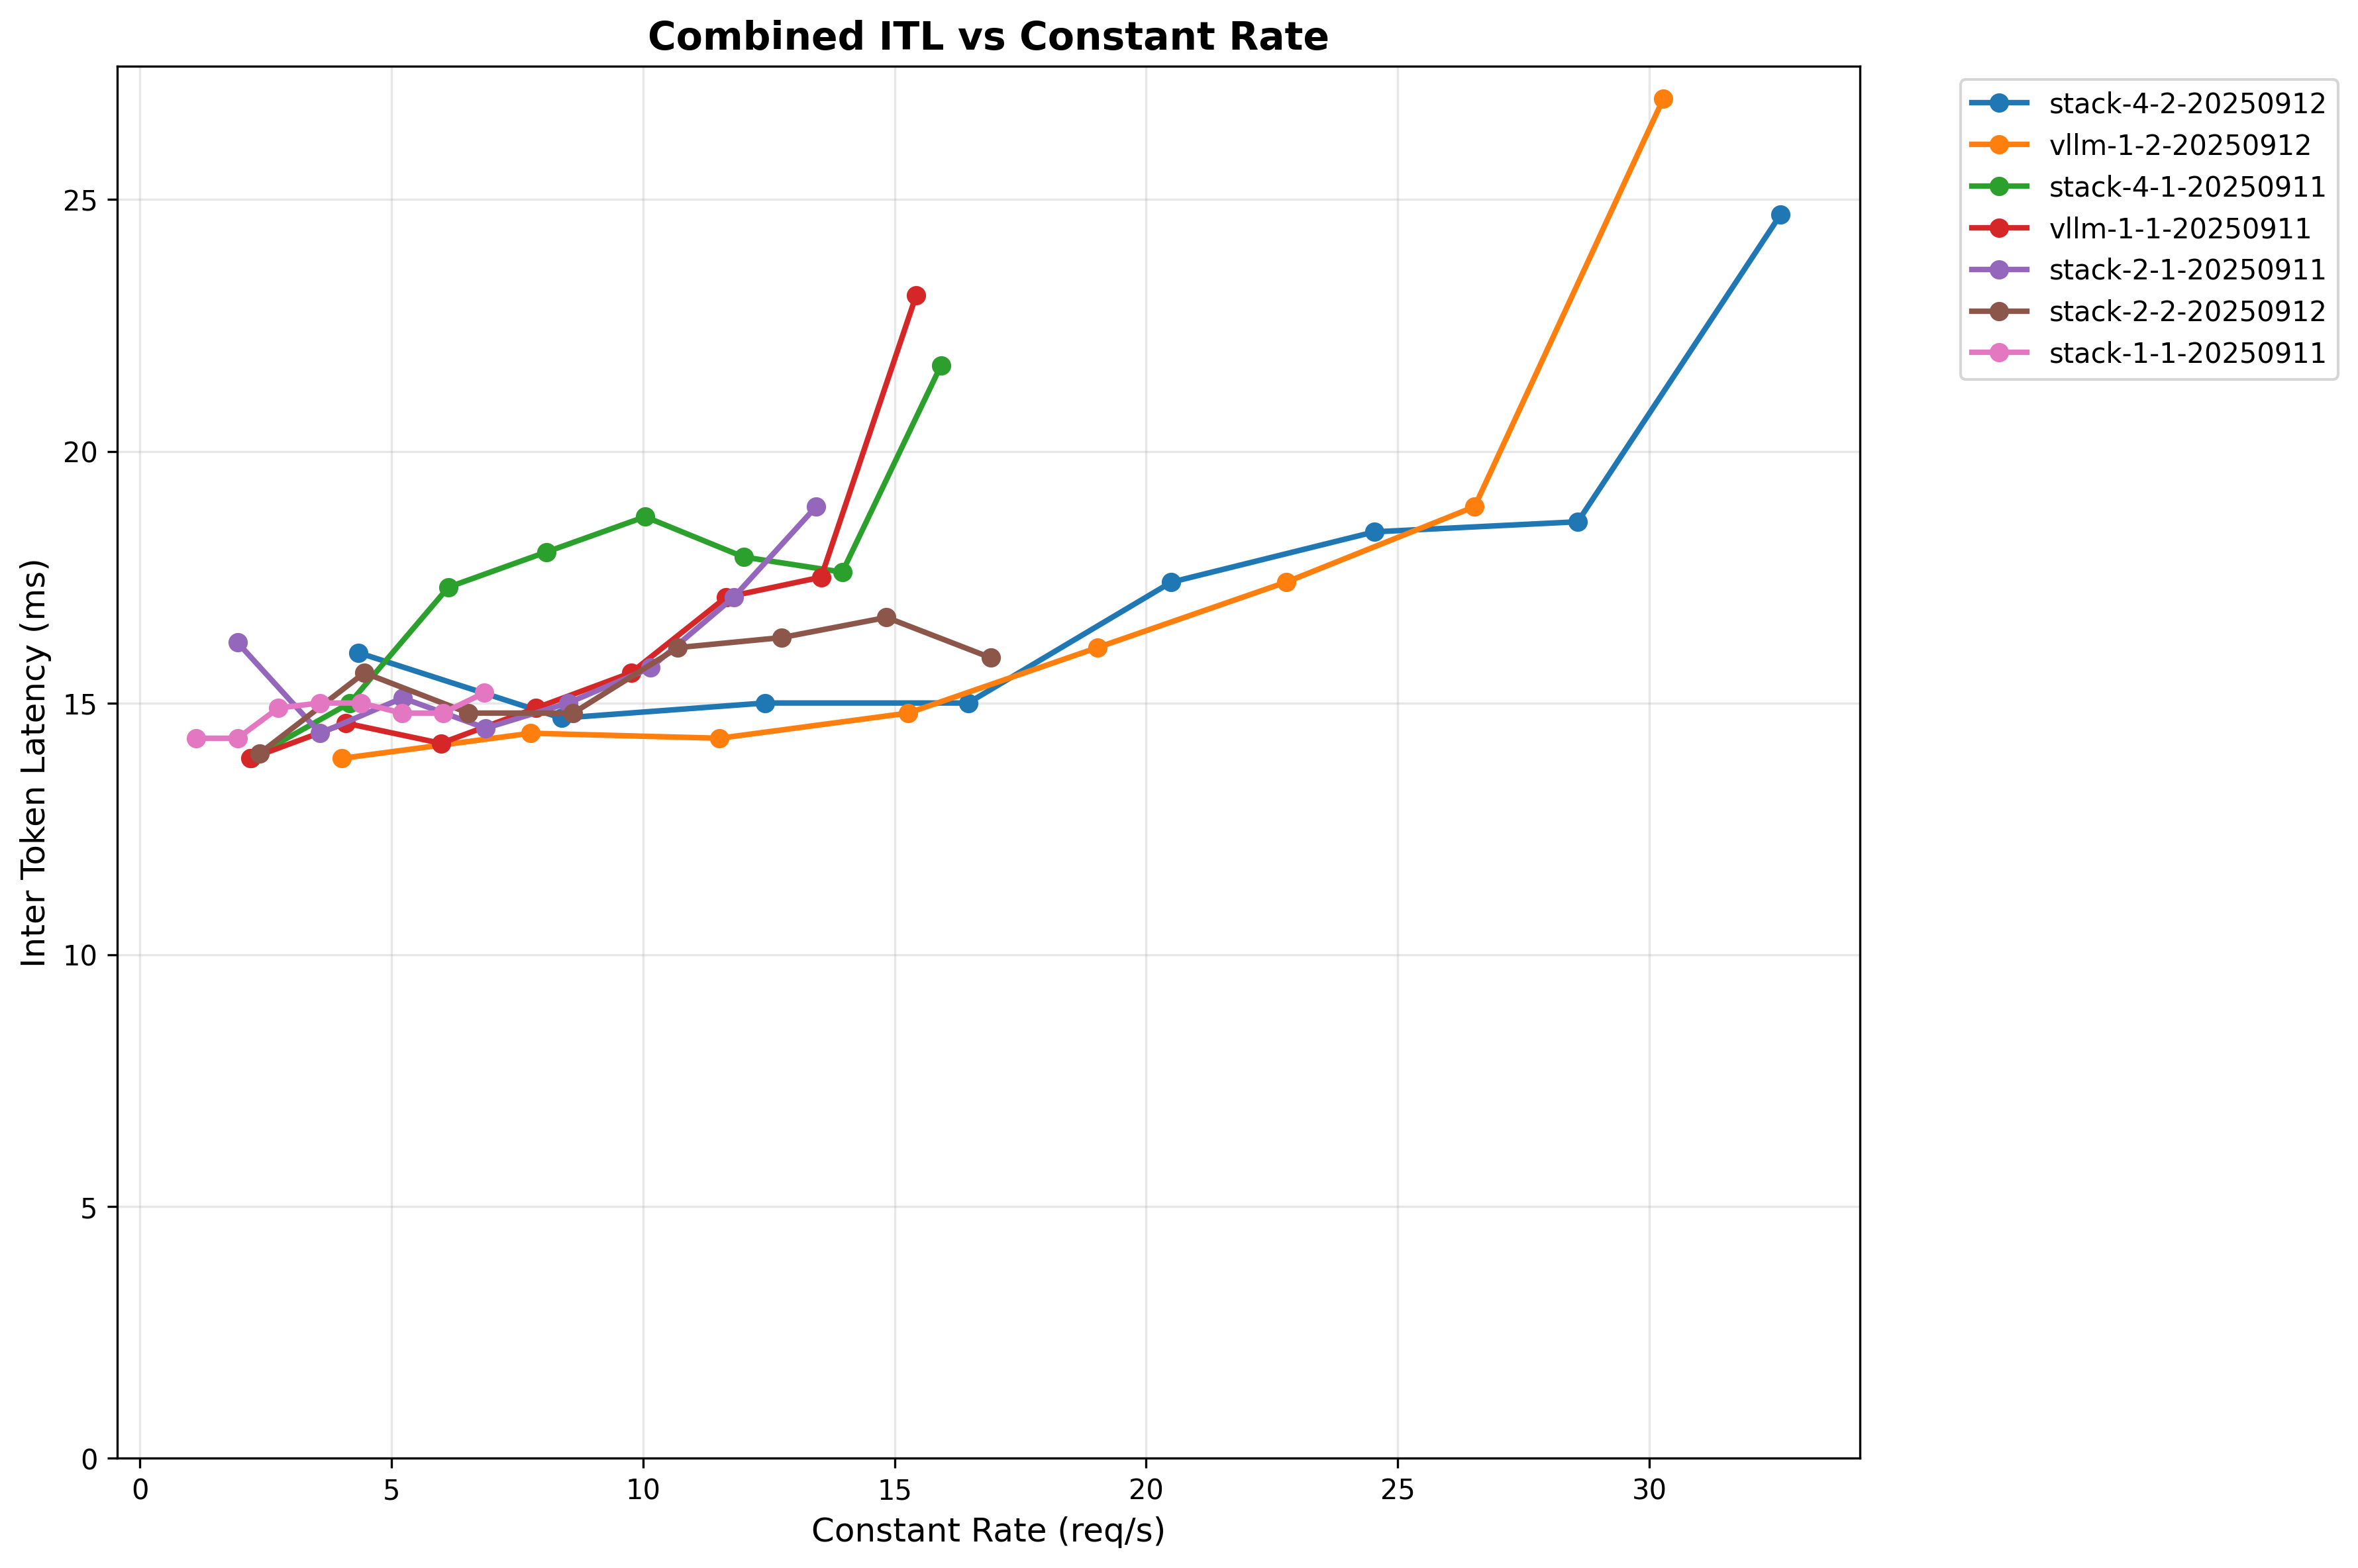 Combined ITL vs Constant Rate
stack-4-2-20250912
vllm-1-2-20250912
stack-4-1-20250911
vllm-1-1-20250911
stack-2-1-20250911
stack-2-2-20250912
stack-1-1-20250911
Inter Token Latency (ms)
25
20
15
10
5
0
0 5 10 15 20 25 30
Constant Rate (req/s)